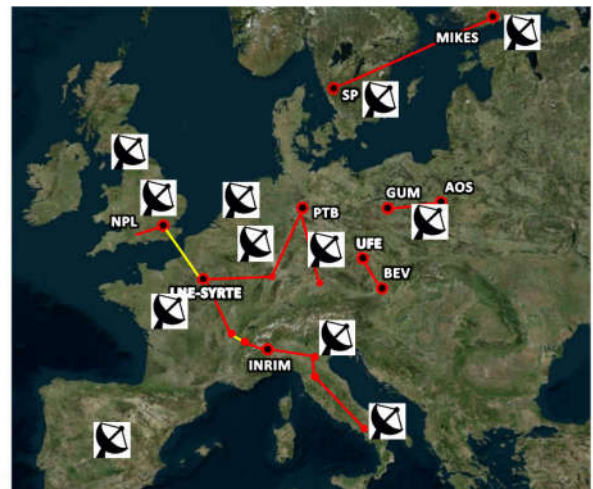 MIKES
SP
GUM
AOS
NPL
PTB
UFE
LNE-SYRTE
BEV
INRIM